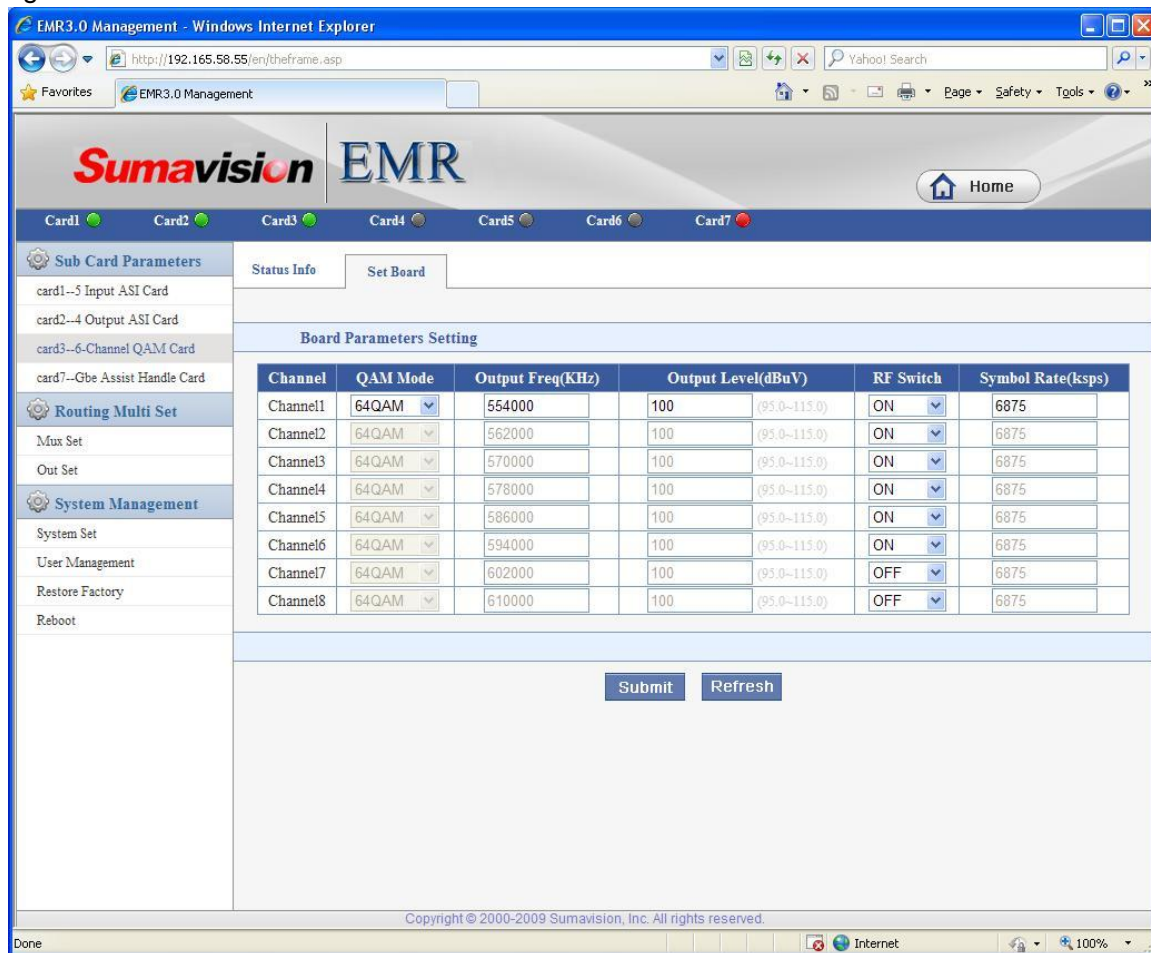 EMR3.0 Management - Windows Internet Explorer
http://192.165.58.55/en/theframe.asp
Yahoo! Search
Favorites
EMR3.0 Management
Page
Safety
Tools
Sumavision
EMR
Home
Card1 Card2 Card3 Card4 Card5 Card6 Card7
Sub Card Parameters
card1--5 Input ASI Card
card2--4 Output ASI Card
card3--6-Channel QAM Card
card7--Gbe Assist Handle Card
Routing Multi Set
Mux Set
Out Set
System Management
System Set
User Management
Restore Factory
Reboot
Status Info
Set Board
Board Parameters Setting
Channel QAM Mode Output Freq(KHz) Output Level(dBuV) RF Switch Symbol Rate(ksps)
Channel1 64QAM 554000 100 (95.0~115.0) ON 6875
Channel2 64QAM 562000 100 (95.0~115.0) ON 6875
Channel3 64QAM 570000 100 (95.0~115.0) ON 6875
Channel4 64QAM 578000 100 (95.0~115.0) ON 6875
Channel5 64QAM 586000 100 (95.0~115.0) ON 6875
Channel6 64QAM 594000 100 (95.0~115.0) ON 6875
Channel7 64QAM 602000 100 (95.0~115.0) OFF 6875
Channel8 64QAM 610000 100 (95.0~115.0) OFF 6875
Submit Refresh
Copyright © 2000-2009 Sumavision, Inc. All rights reserved.
Done
Internet
100%